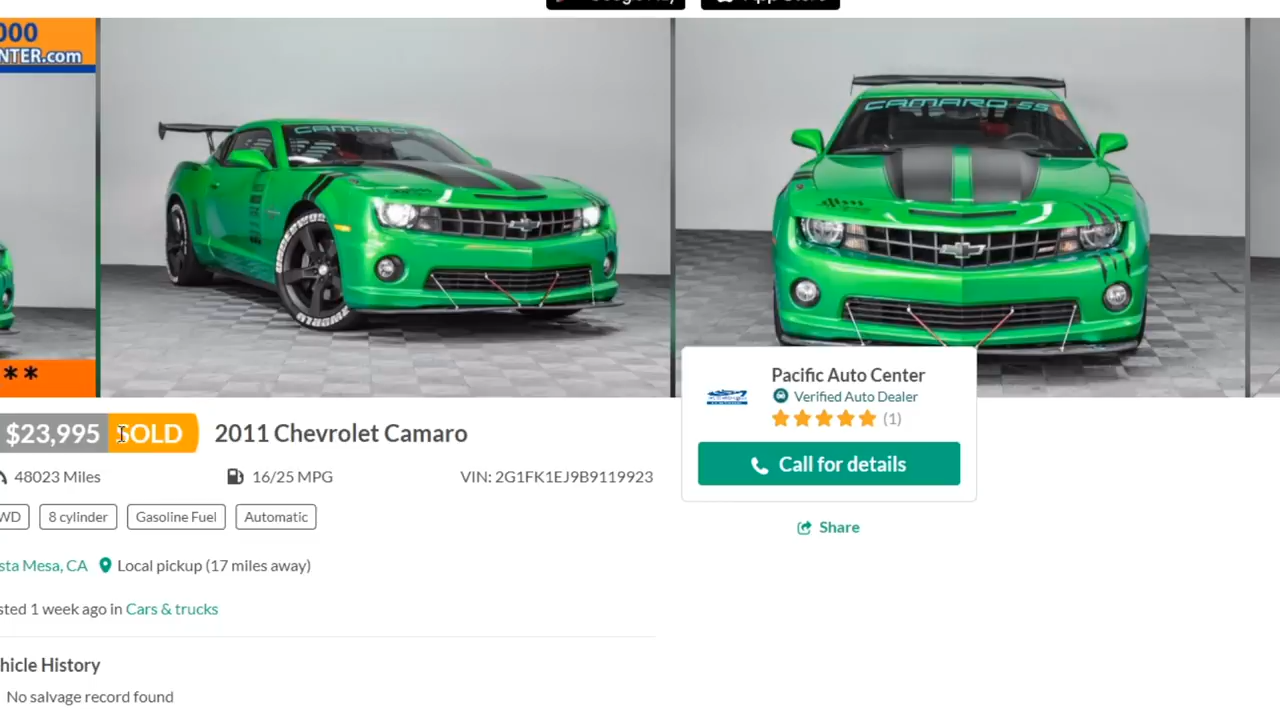 000
NTER.com
CAMARO
CAMARO SS
**
Pacific Auto Center
Verified Auto Dealer
(1)
Call for details
Share
$23,995
SOLD
2011 Chevrolet Camaro
48023 Miles
16/25 MPG
VIN: 2G1FK1EJ9B9119923
WD
8 cylinder
Gasoline Fuel
Automatic
sta Mesa, CA
Local pickup (17 miles away)
sted 1 week ago in Cars & trucks
hicle History
No salvage record found